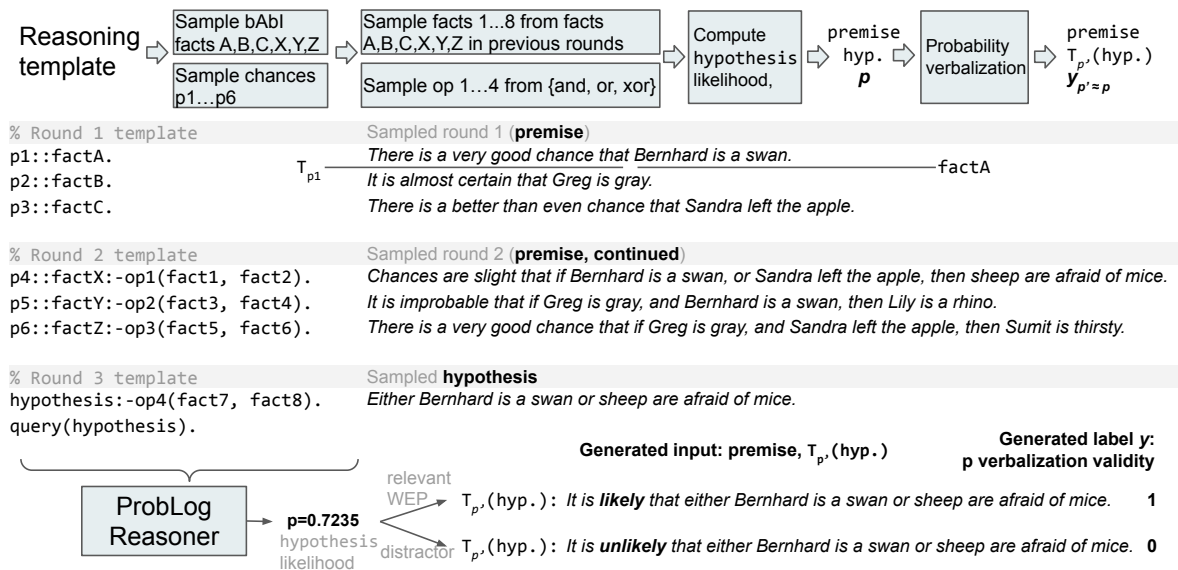 Reasoning template
Sample bAbI facts A,B,C,X,Y,Z
Sample chances p1…p6
Sample facts 1...8 from facts A,B,C,X,Y,Z in previous rounds
Sample op 1…4 from {and, or, xor}
Compute hypothesis likelihood,
premise
hyp.
p
Probability verbalization
premise
Tp′(hyp.)
yp′≈p
% Round 1 template
Sampled round 1 (premise)
p1::factA.
There is a very good chance that Bernhard is a swan.
Tp1
factA
p2::factB.
It is almost certain that Greg is gray.
p3::factC.
There is a better than even chance that Sandra left the apple.
% Round 2 template
Sampled round 2 (premise, continued)
p4::factX:-op1(fact1, fact2).
Chances are slight that if Bernhard is a swan, or Sandra left the apple, then sheep are afraid of mice.
p5::factY:-op2(fact3, fact4).
It is improbable that if Greg is gray, and Bernhard is a swan, then Lily is a rhino.
p6::factZ:-op3(fact5, fact6).
There is a very good chance that if Greg is gray, and Sandra left the apple, then Sumit is thirsty.
% Round 3 template
Sampled hypothesis
hypothesis:-op4(fact7, fact8).
Either Bernhard is a swan or sheep are afraid of mice.
query(hypothesis).
Generated input: premise, Tp′(hyp.)
Generated label y:
p verbalization validity
ProbLog Reasoner
p=0.7235
hypothesis likelihood
relevant WEP
Tp′(hyp.): It is likely that either Bernhard is a swan or sheep are afraid of mice. 1
distractor
Tp′(hyp.): It is unlikely that either Bernhard is a swan or sheep are afraid of mice. 0